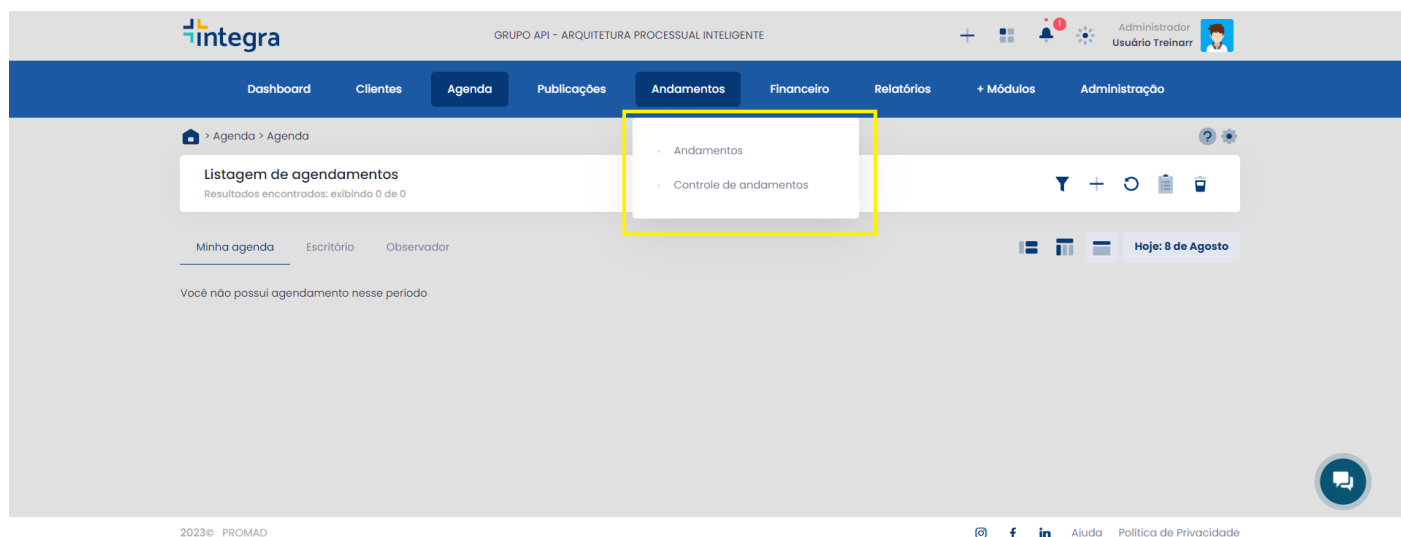 integra
GRUPO API - ARQUITETURA PROCESSUAL INTELIGENTE
1
Administrador
Usuário Treinarr
Dashboard Clientes Agenda Publicações Andamentos Financeiro Relatórios + Módulos Administração
> Agenda > Agenda
?
Andamentos
Controle de andamentos
Listagem de agendamentos
Resultados encontrados: exibindo 0 de 0
Minha agenda Escritório Observador
Hoje: 8 de Agosto
Você não possui agendamento nesse período
2023© PROMAD
f in Ajuda Política de Privacidade